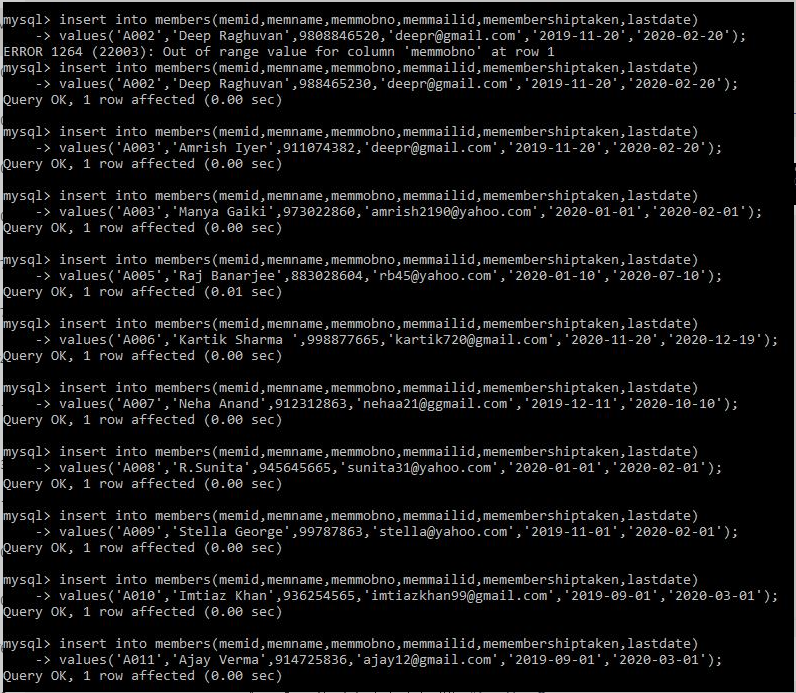 mysql> insert into members(memid,memname,memmobno,memmailid,memembershiptaken,lastdate)
    -> values('A002','Deep Raghuvan',9808846520,'deepr@gmail.com','2019-11-20','2020-02-20');
ERROR 1264 (22003): Out of range value for column 'memmobno' at row 1
mysql> insert into members(memid,memname,memmobno,memmailid,memembershiptaken,lastdate)
    -> values('A002','Deep Raghuvan',988465230,'deepr@gmail.com','2019-11-20','2020-02-20');
Query OK, 1 row affected (0.00 sec)
mysql> insert into members(memid,memname,memmobno,memmailid,memembershiptaken,lastdate)
    -> values('A003','Amrish Iyer',911074382,'deepr@gmail.com','2019-11-20','2020-02-20');
Query OK, 1 row affected (0.00 sec)
mysql> insert into members(memid,memname,memmobno,memmailid,memembershiptaken,lastdate)
    -> values('A003','Manya Gaiki',973022860,'amrish2190@yahoo.com','2020-01-01','2020-02-01');
Query OK, 1 row affected (0.00 sec)
mysql> insert into members(memid,memname,memmobno,memmailid,memembershiptaken,lastdate)
    -> values('A005','Raj Banarjee',883028604,'rb45@yahoo.com','2020-01-10','2020-07-10');
Query OK, 1 row affected (0.01 sec)
mysql> insert into members(memid,memname,memmobno,memmailid,memembershiptaken,lastdate)
    -> values('A006','Kartik Sharma ',998877665,'kartik720@gmail.com','2020-11-20','2020-12-19');
Query OK, 1 row affected (0.00 sec)
mysql> insert into members(memid,memname,memmobno,memmailid,memembershiptaken,lastdate)
    -> values('A007','Neha Anand',912312863,'nehaa21@ggmail.com','2019-12-11','2020-10-10');
Query OK, 1 row affected (0.00 sec)
mysql> insert into members(memid,memname,memmobno,memmailid,memembershiptaken,lastdate)
    -> values('A008','R.Sunita',945645665,'sunita31@yahoo.com','2020-01-01','2020-02-01');
Query OK, 1 row affected (0.00 sec)
mysql> insert into members(memid,memname,memmobno,memmailid,memembershiptaken,lastdate)
    -> values('A009','Stella George',99787863,'stella@yahoo.com','2019-11-01','2020-02-01');
Query OK, 1 row affected (0.00 sec)
mysql> insert into members(memid,memname,memmobno,memmailid,memembershiptaken,lastdate)
    -> values('A010','Imtiaz Khan',936254565,'imtiazkhan99@gmail.com','2019-09-01','2020-03-01');
Query OK, 1 row affected (0.00 sec)
mysql> insert into members(memid,memname,memmobno,memmailid,memembershiptaken,lastdate)
    -> values('A011','Ajay Verma',914725836,'ajay12@gmail.com','2019-09-01','2020-03-01');
Query OK, 1 row affected (0.00 sec)